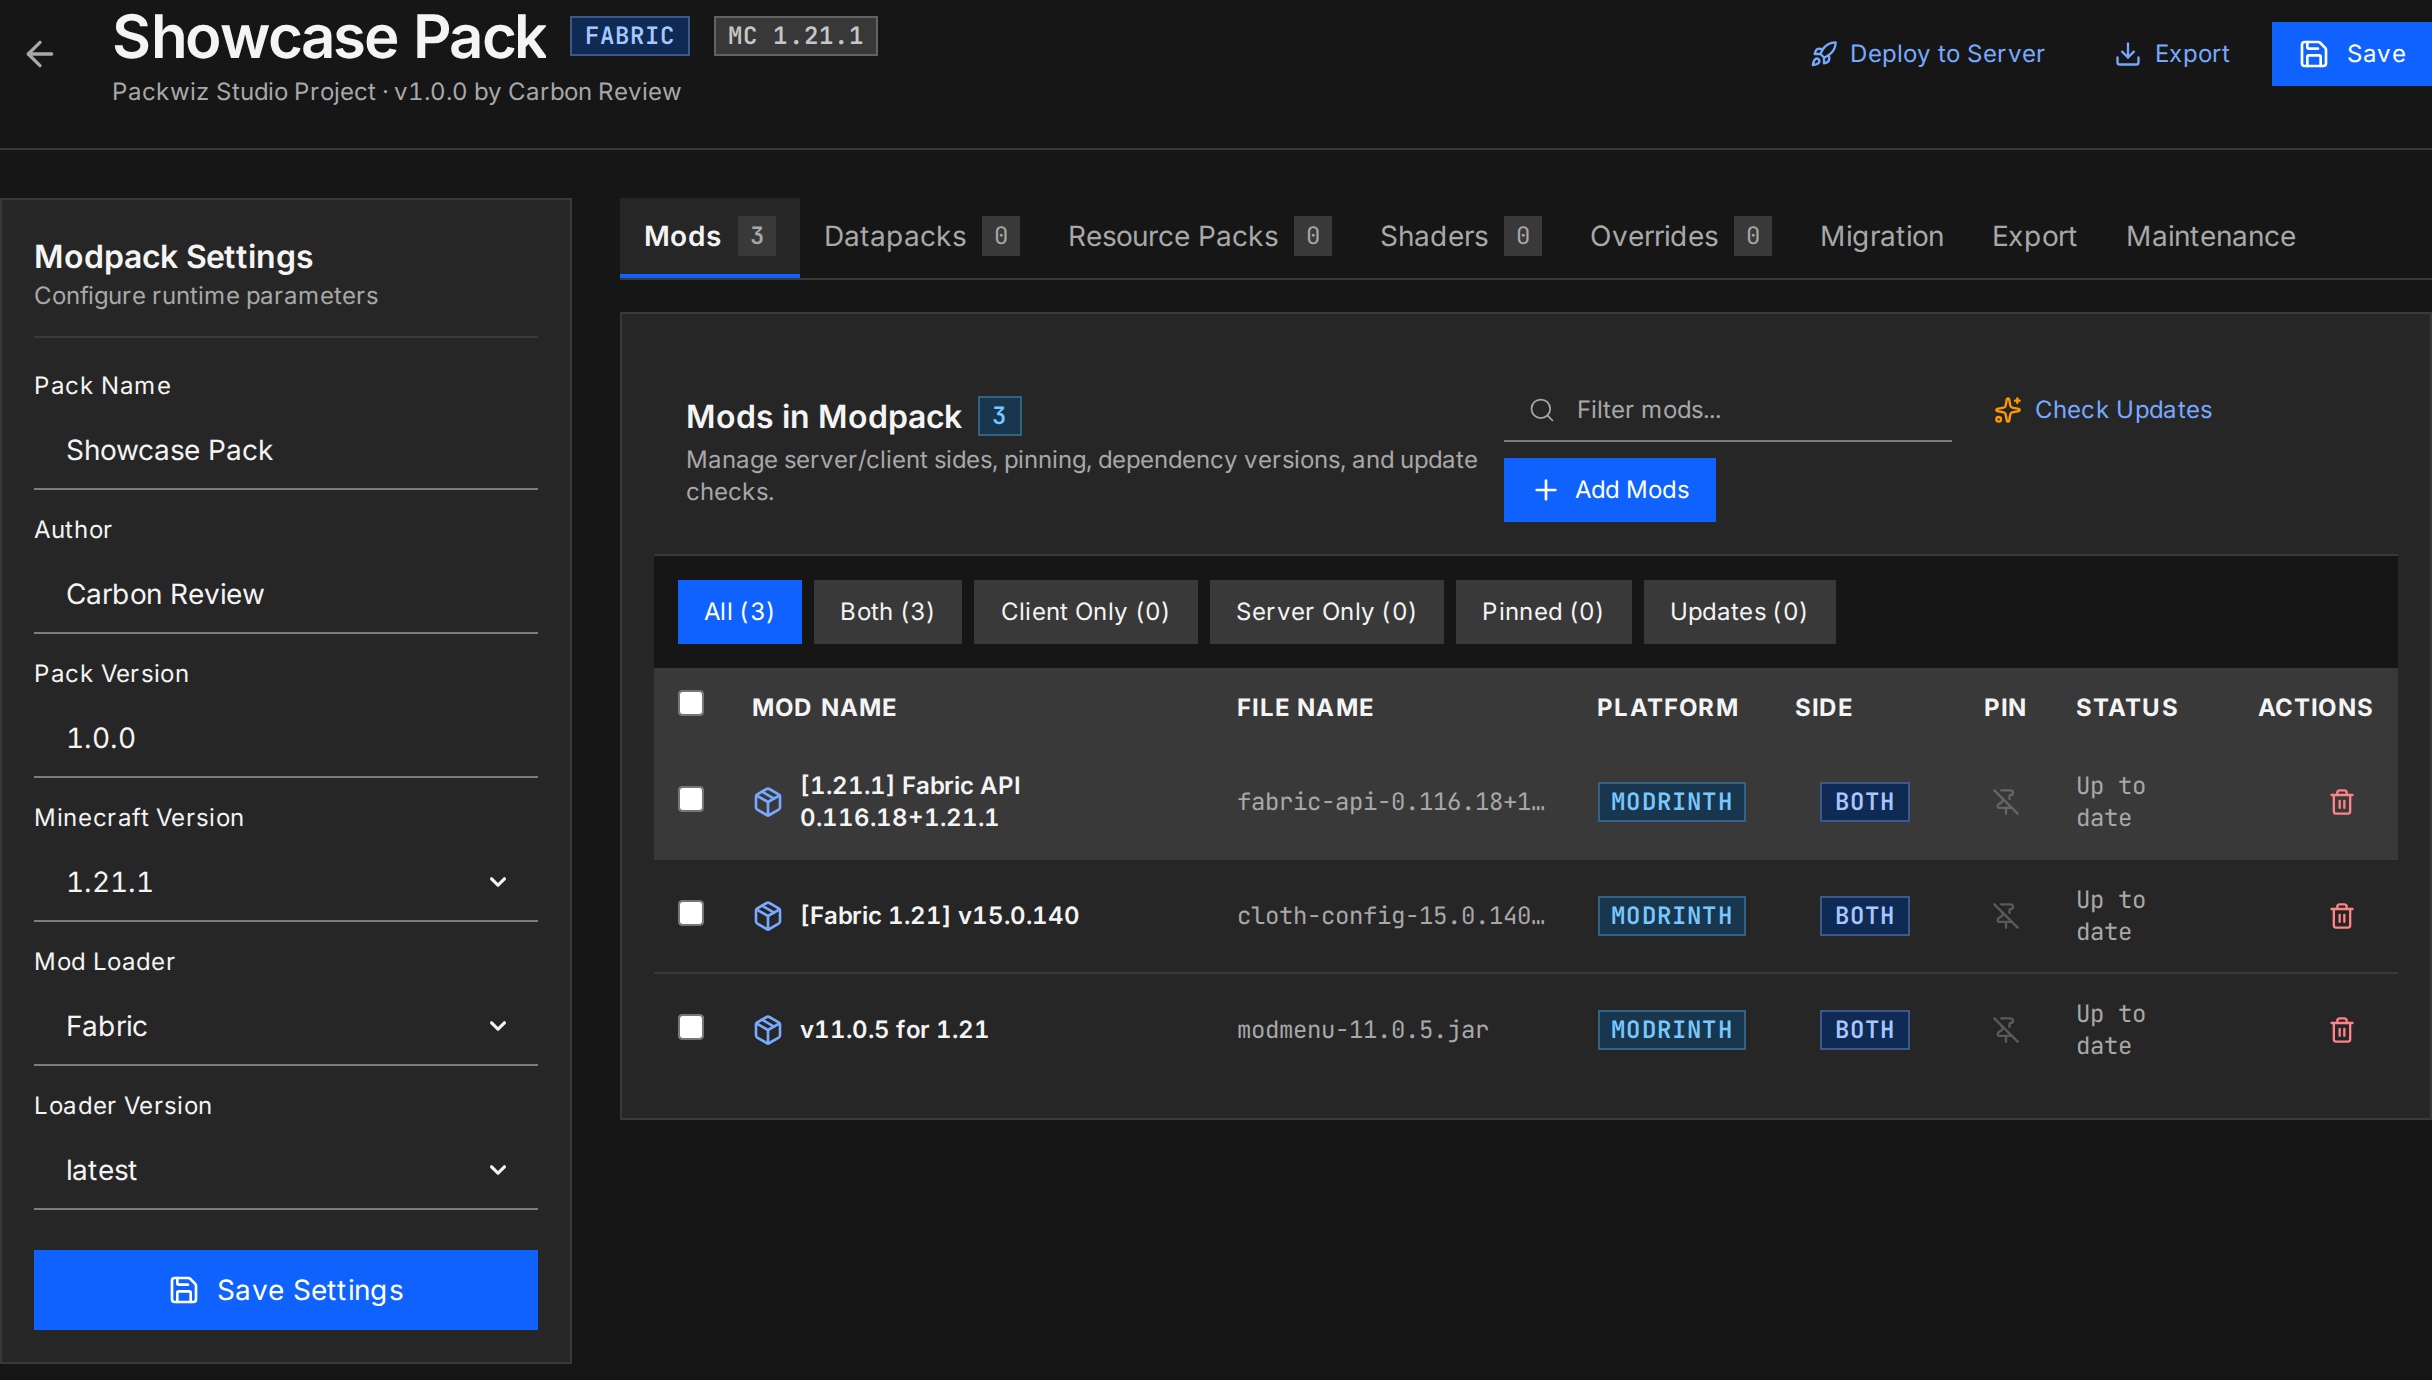 Showcase Pack FABRIC MC 1.21.1
Packwiz Studio Project · v1.0.0 by Carbon Review
Deploy to Server Export Save
Modpack Settings
Configure runtime parameters
Pack Name
Showcase Pack
Author
Carbon Review
Pack Version
1.0.0
Minecraft Version
1.21.1
Mod Loader
Fabric
Loader Version
latest
Save Settings
Mods 3 Datapacks 0 Resource Packs 0 Shaders 0 Overrides 0 Migration Export Maintenance
Mods in Modpack 3
Manage server/client sides, pinning, dependency versions, and update
checks.
Filter mods...
Check Updates
Add Mods
All (3) Both (3) Client Only (0) Server Only (0) Pinned (0) Updates (0)
MOD NAME FILE NAME PLATFORM SIDE PIN STATUS ACTIONS
[1.21.1] Fabric API
0.116.18+1.21.1
fabric-api-0.116.18+1… MODRINTH BOTH
Up to
date
[Fabric 1.21] v15.0.140 cloth-config-15.0.140… MODRINTH BOTH
Up to
date
v11.0.5 for 1.21 modmenu-11.0.5.jar MODRINTH BOTH
Up to
date